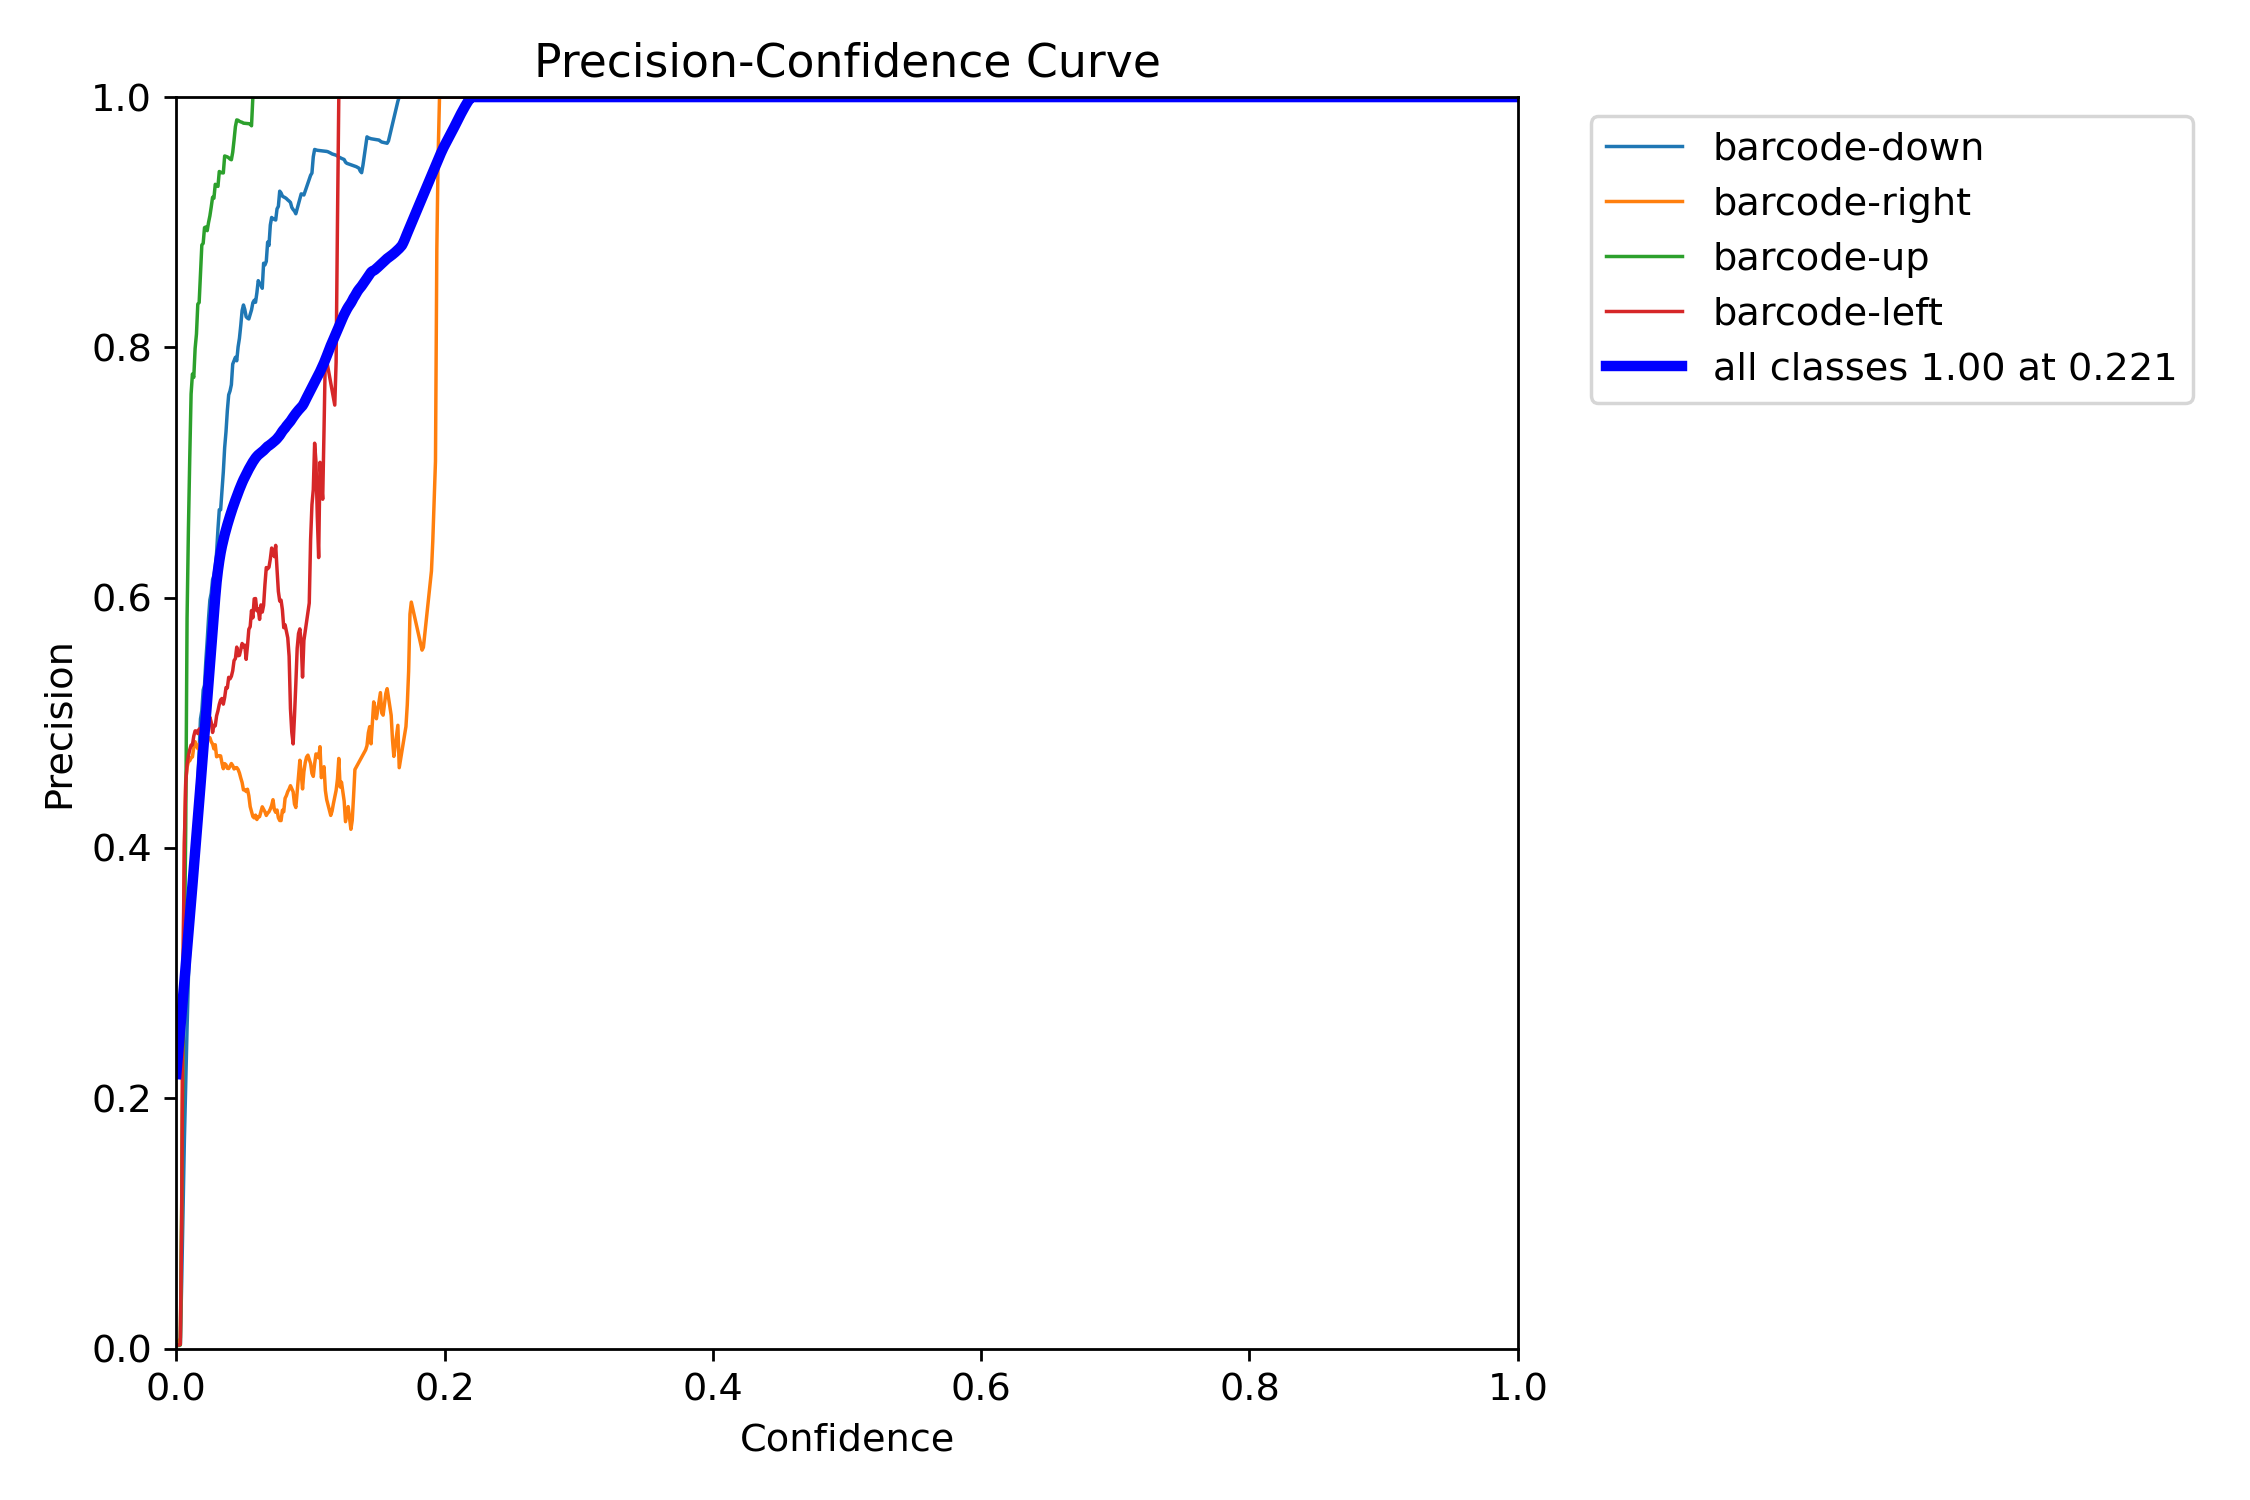 Precision-Confidence Curve
1.0
0.8
0.6
0.4
0.2
0.0
Precision
0.0 0.2 0.4 0.6 0.8 1.0
Confidence
barcode-down
barcode-right
barcode-up
barcode-left
all classes 1.00 at 0.221